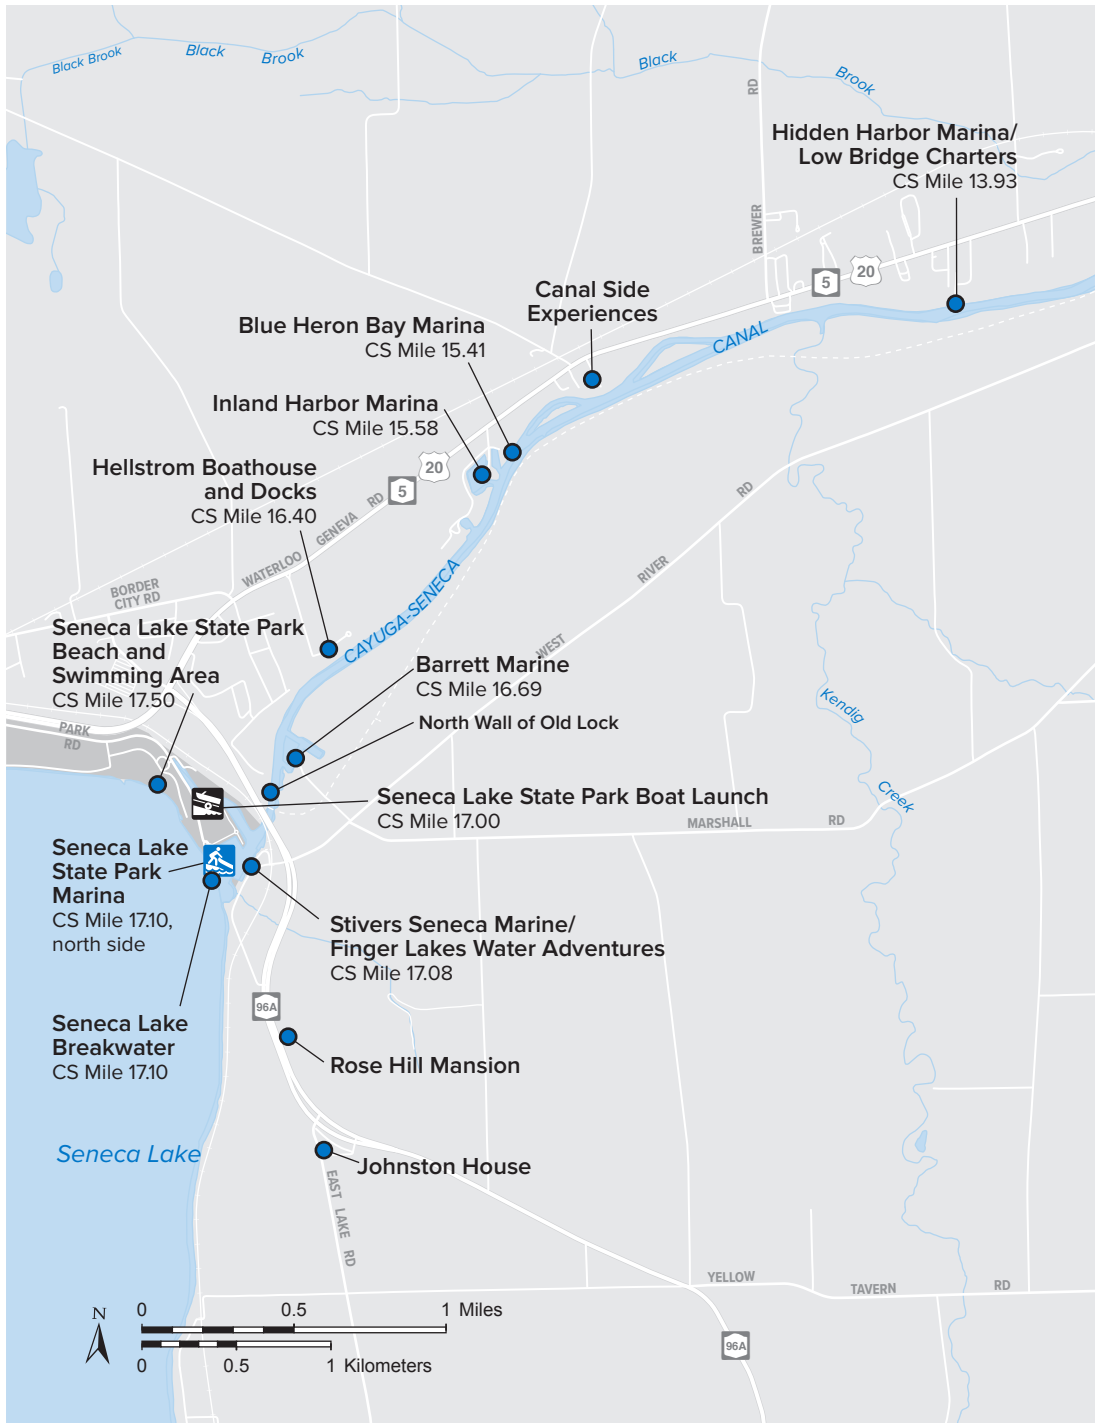 Black Brook
Black
Brook
Black
Brook
RD
BREWER
Hidden Harbor Marina/
Low Bridge Charters
CS Mile 13.93
5
20
Canal Side
Experiences
CANAL
Blue Heron Bay Marina
CS Mile 15.41
Inland Harbor Marina
CS Mile 15.58
20
5
Hellstrom Boathouse
and Docks
CS Mile 16.40
WATERLOO GENEVA RD
RD
RIVER
WEST
BORDER
CITY RD
CAYUGA-SENECA
Seneca Lake State Park
Beach and
Swimming Area
CS Mile 17.50
Barrett Marine
CS Mile 16.69
North Wall of Old Lock
PARK
RD
Kendig
Creek
Seneca Lake State Park Boat Launch
CS Mile 17.00
MARSHALL RD
Seneca Lake
State Park
Marina
CS Mile 17.10,
north side
Stivers Seneca Marine/
Finger Lakes Water Adventures
CS Mile 17.08
96A
Seneca Lake
Breakwater
CS Mile 17.10
Rose Hill Mansion
Seneca Lake
Johnston House
EAST LAKE RD
YELLOW TAVERN RD
N
0 0.5 1 Miles
0 0.5 1 Kilometers
96A